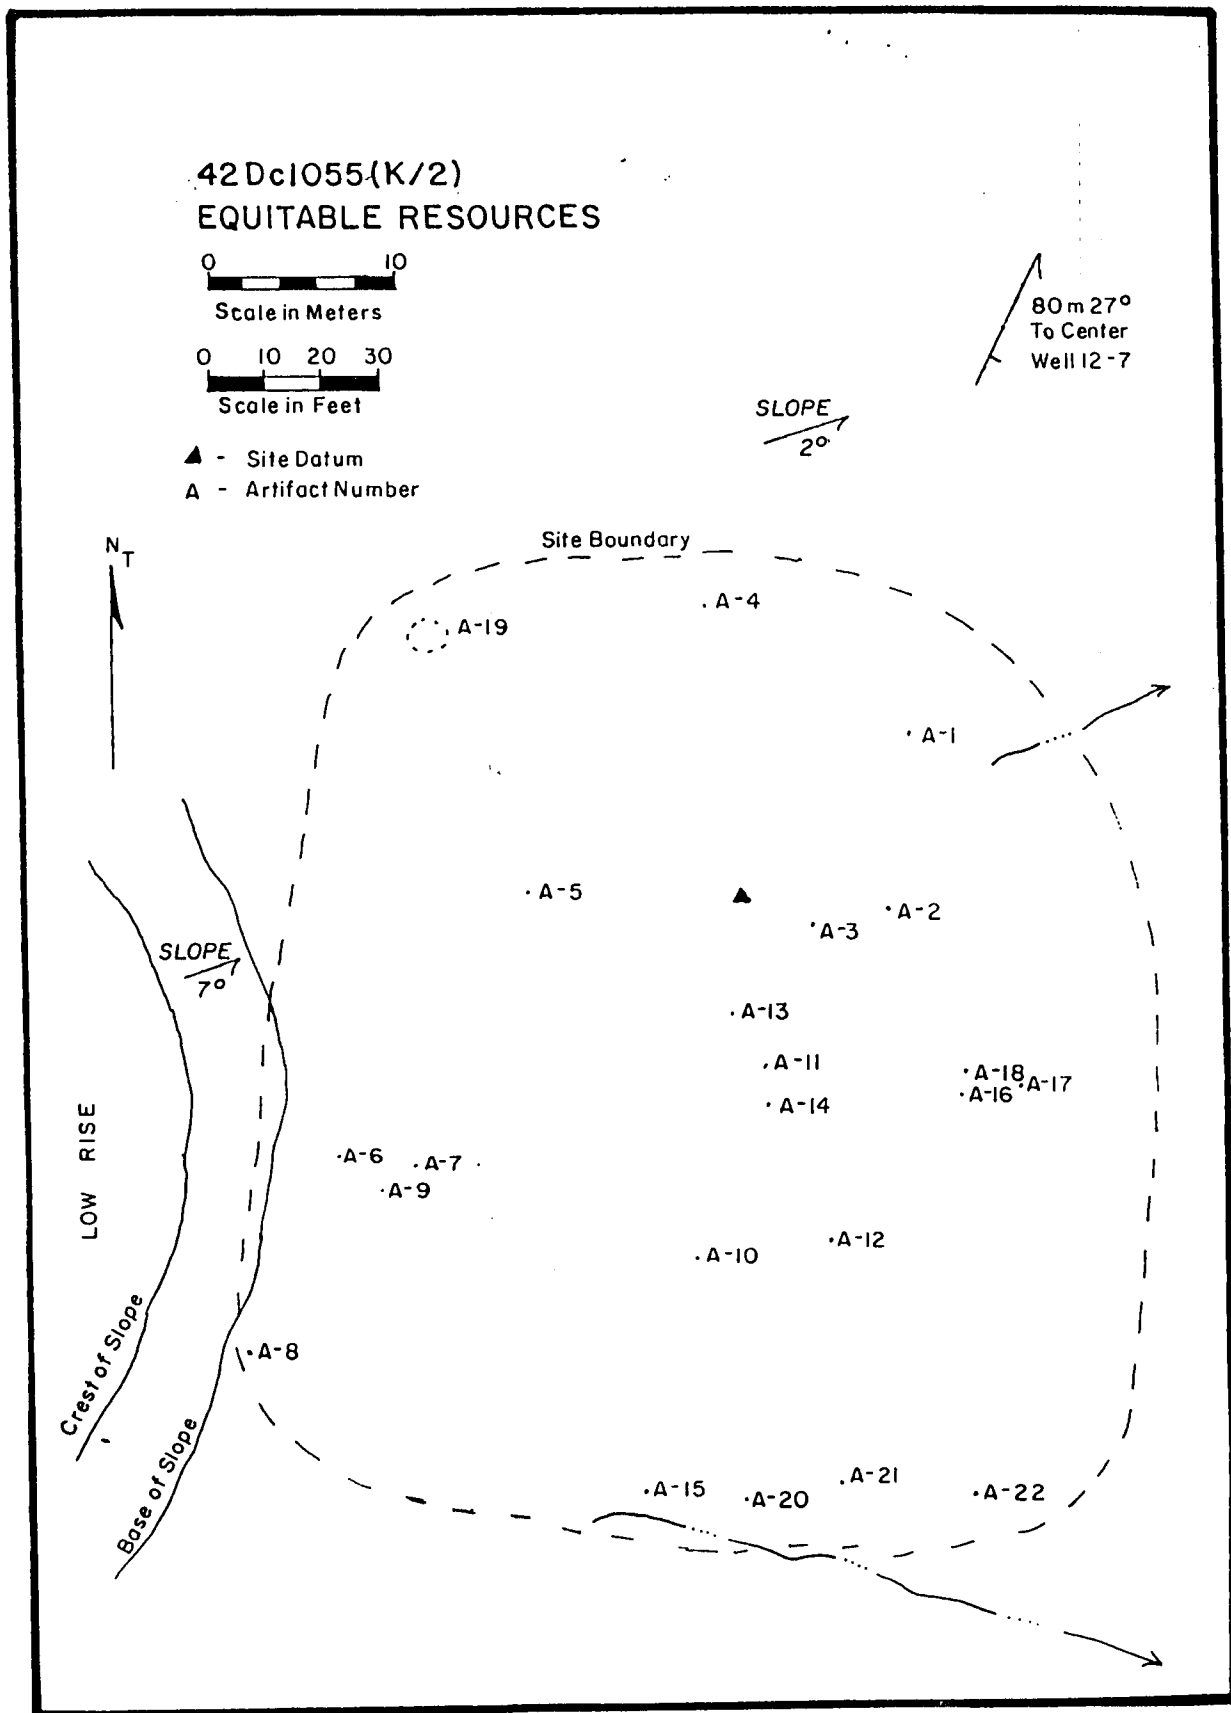 42Dc1055(K/2)
EQUITABLE RESOURCES
0 10
Scale in Meters
0 10 20 30
Scale in Feet
▲ - Site Datum
A - Artifact Number
80m 27°
To Center
Well 12-7
SLOPE
2°
N
T
Site Boundary
A-4
A-19
A-1
A-5
A-2
A-3
SLOPE
7°
A-13
A-11
A-18
A-17
A-16
A-14
LOW RISE
A-6
A-7
A-9
A-12
A-10
Crest of Slope
A-8
Base of Slope
A-15
A-20
A-21
A-22